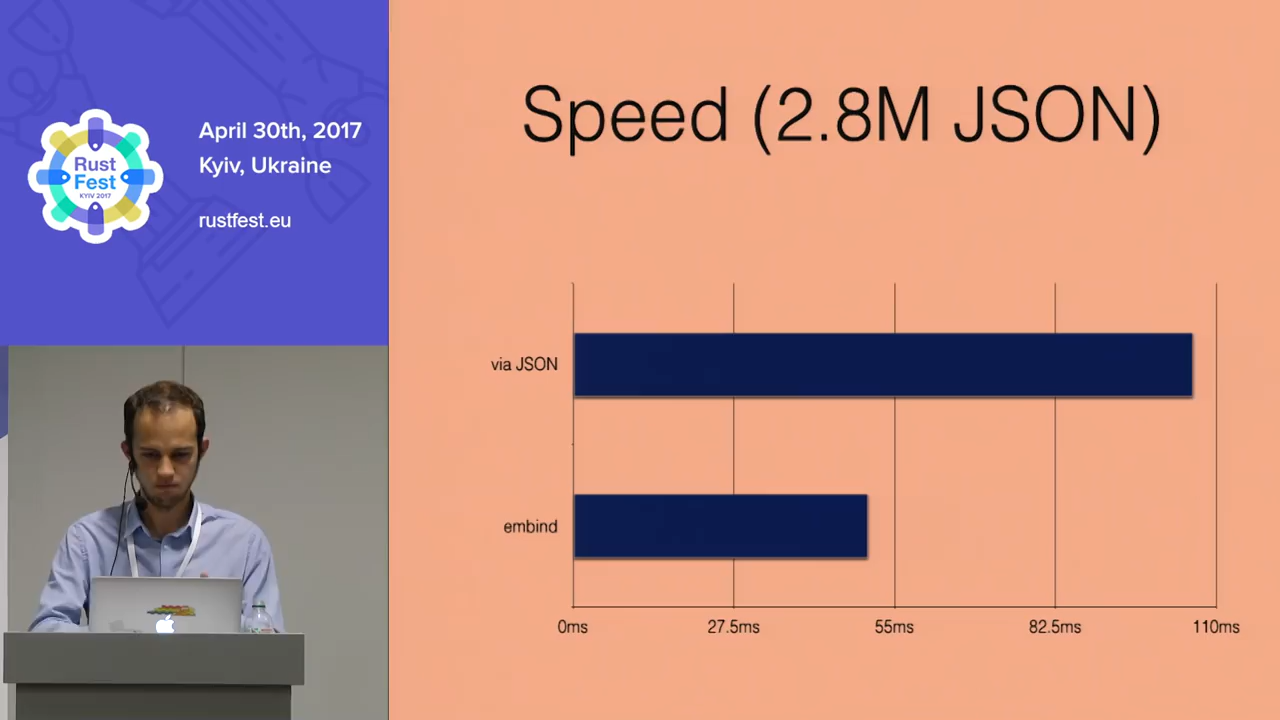 Rust
Fest
KYIV 2017
April 30th, 2017
Kyiv, Ukraine
rustfest.eu
Speed (2.8M JSON)
via JSON
embind
0ms
27.5ms
55ms
82.5ms
110ms